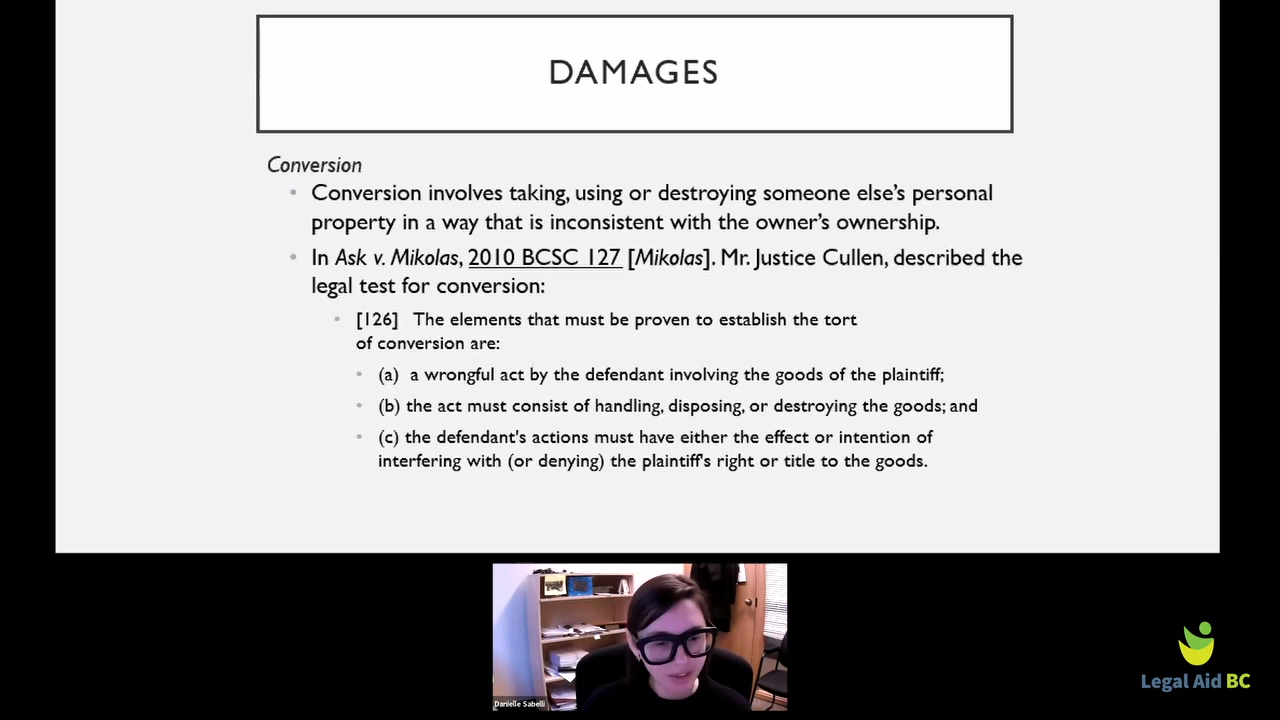 DAMAGES
Conversion
• Conversion involves taking, using or destroying someone else's personal
property in a way that is inconsistent with the owner's ownership.
• In Ask v. Mikolas, 2010 BCSC 127 [Mikolas]. Mr. Justice Cullen, described the
legal test for conversion:
• [126] The elements that must be proven to establish the tort
of conversion are:
• (a) a wrongful act by the defendant involving the goods of the plaintiff;
• (b) the act must consist of handling, disposing, or destroying the goods; and
• (c) the defendant's actions must have either the effect or intention of
interfering with (or denying) the plaintiff's right or title to the goods.
Danielle Sabelli
Legal Aid BC